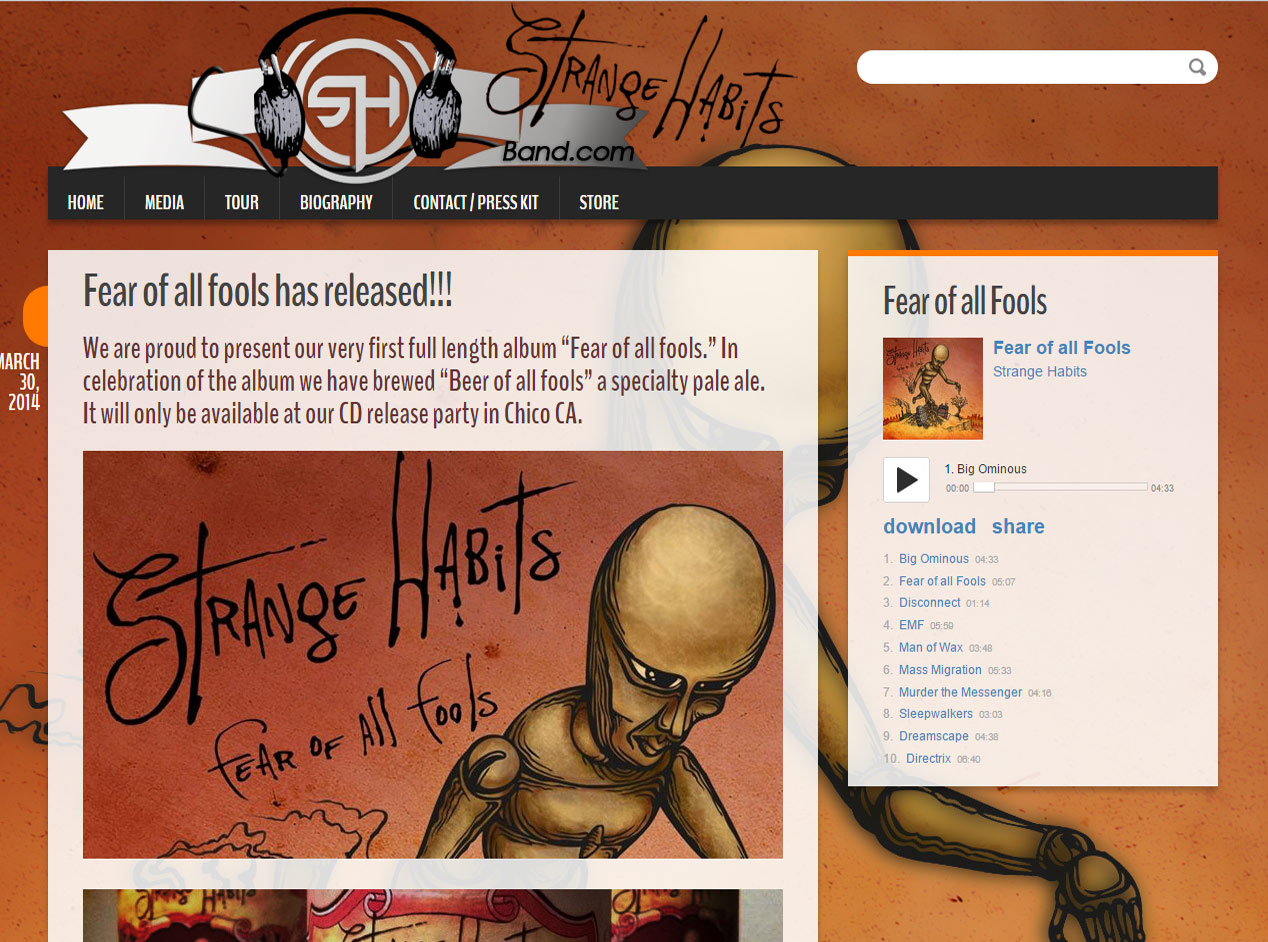 SH
STRANGE HABITS
Band.com
HOME MEDIA TOUR BIOGRAPHY CONTACT / PRESS KIT STORE
MARCH
30,
2014
Fear of all fools has released!!!
We are proud to present our very first full length album “Fear of all fools.” In
celebration of the album we have brewed “Beer of all fools” a specialty pale ale.
It will only be available at our CD release party in Chico CA.
STRANGE HABITS
FEAR OF All Fools
STRANGE HABITS
Fear of all Fools
STRANGE HABITS
Fear of all Fools
Strange Habits
1. Big Ominous
00:00 04:33
download share
1. Big Ominous 04:33
2. Fear of all Fools 05:07
3. Disconnect 01:14
4. EMF 05:59
5. Man of Wax 03:48
6. Mass Migration 05:33
7. Murder the Messenger 04:16
8. Sleepwalkers 03:03
9. Dreamscape 04:38
10. Directrix 06:40